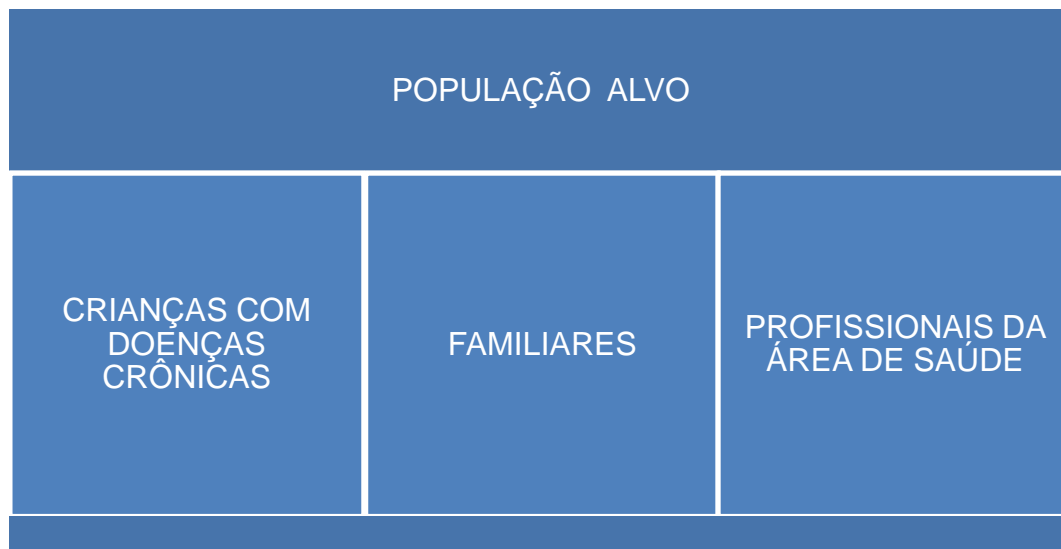 POPULAÇÃO ALVO
CRIANÇAS COM
DOENÇAS
CRÔNICAS
FAMILIARES
PROFISSIONAIS DA
ÁREA DE SAÚDE